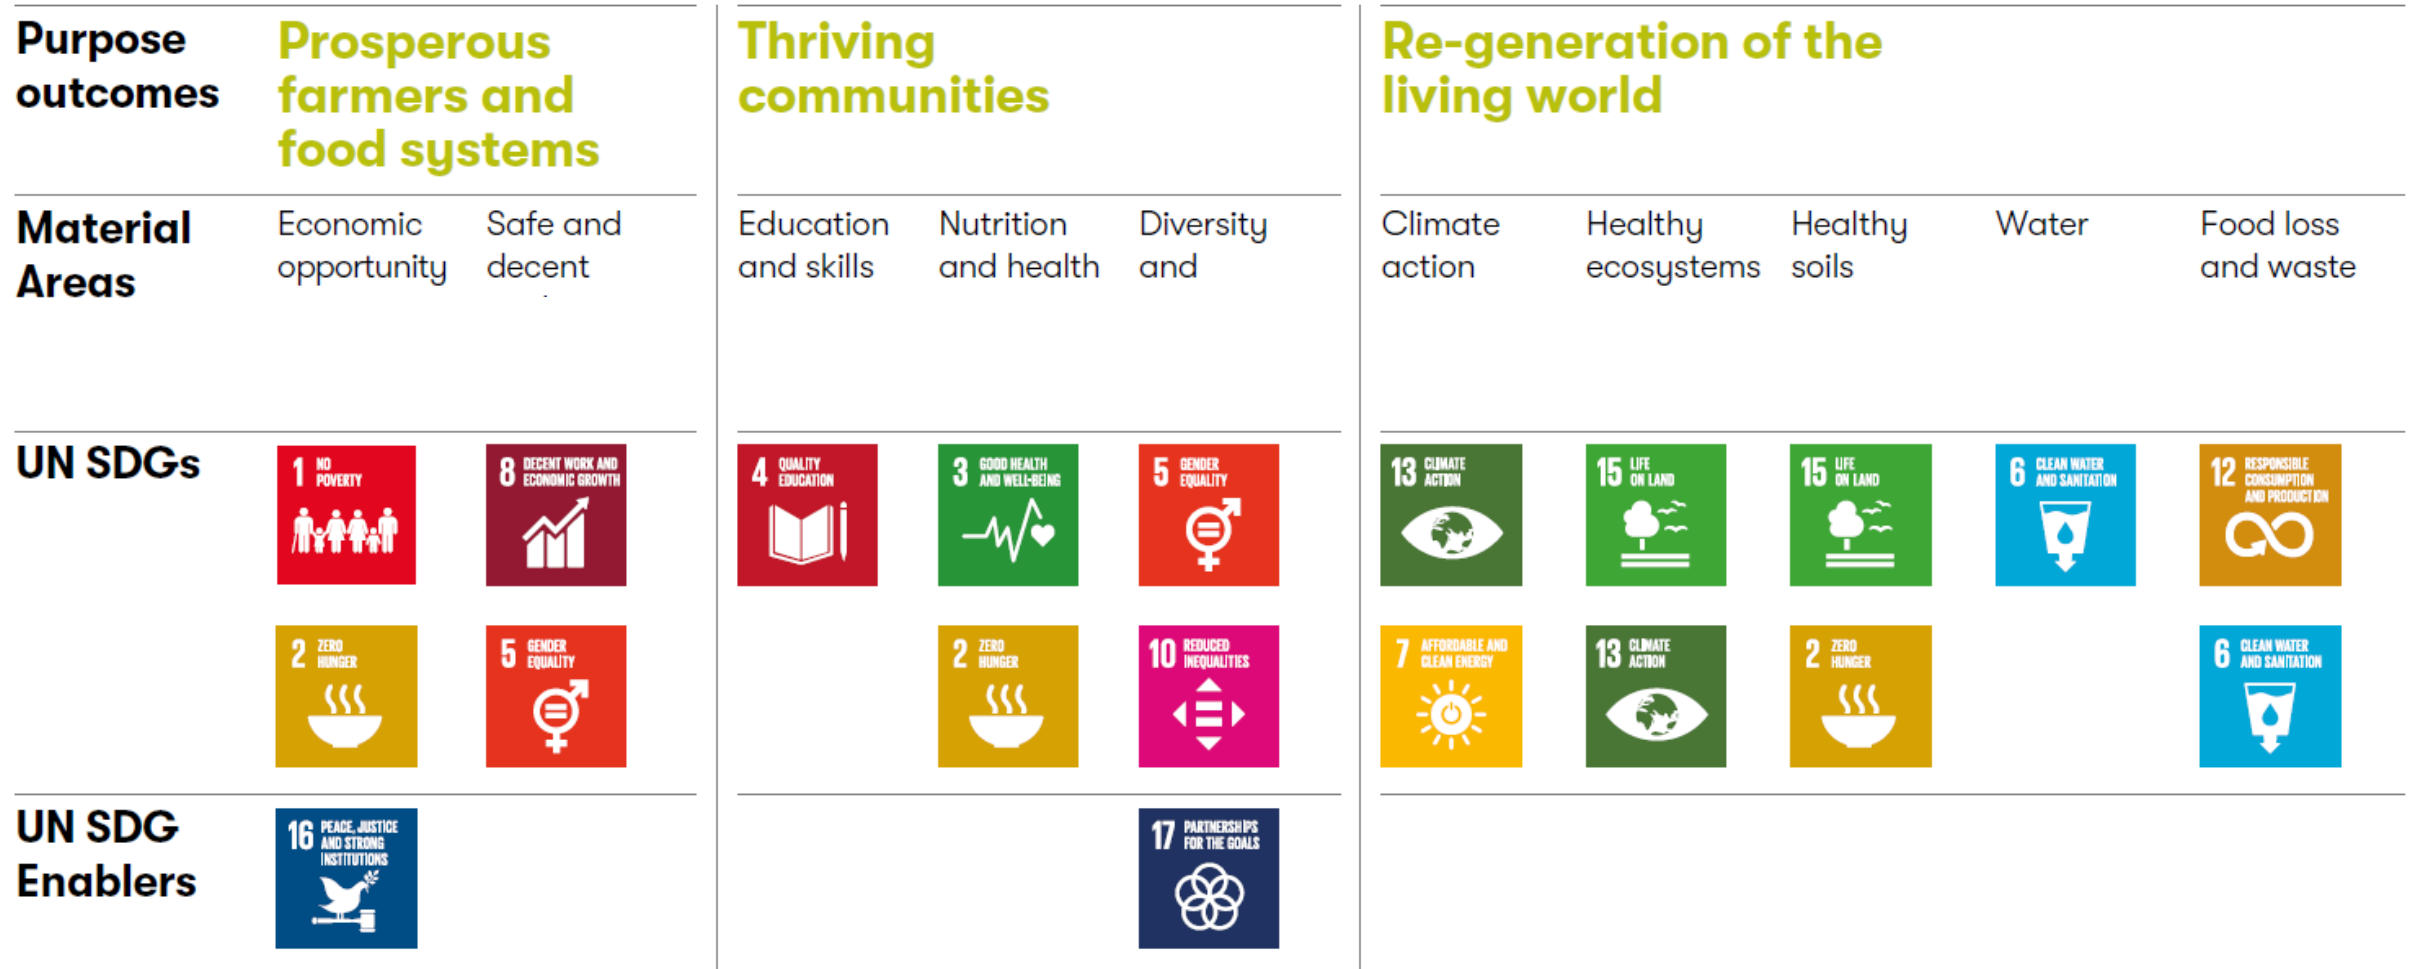 Purpose
outcomes
Prosperous
farmers and
food systems
Thriving
communities
Re-generation of the
living world
Material
Areas
Economic
opportunity
Safe and
decent
Education
and skills
Nutrition
and health
Diversity
and
Climate
action
Healthy
ecosystems
Healthy
soils
Water
Food loss
and waste
UN SDGs
1 NO
POVERTY
8 DECENT WORK AND
ECONOMIC GROWTH
4 QUALITY
EDUCATION
3 GOOD HEALTH
AND WELL-BEING
5 GENDER
EQUALITY
13 CLIMATE
ACTION
15 LIFE
ON LAND
15 LIFE
ON LAND
6 CLEAN WATER
AND SANITATION
12 RESPONSIBLE
CONSUMPTION
AND PRODUCTION
2 ZERO
HUNGER
5 GENDER
EQUALITY
2 ZERO
HUNGER
10 REDUCED
INEQUALITIES
7 AFFORDABLE AND
CLEAN ENERGY
13 CLIMATE
ACTION
2 ZERO
HUNGER
6 CLEAN WATER
AND SANITATION
UN SDG
Enablers
16 PEACE, JUSTICE
AND STRONG
INSTITUTIONS
17 PARTNERSHIPS
FOR THE GOALS